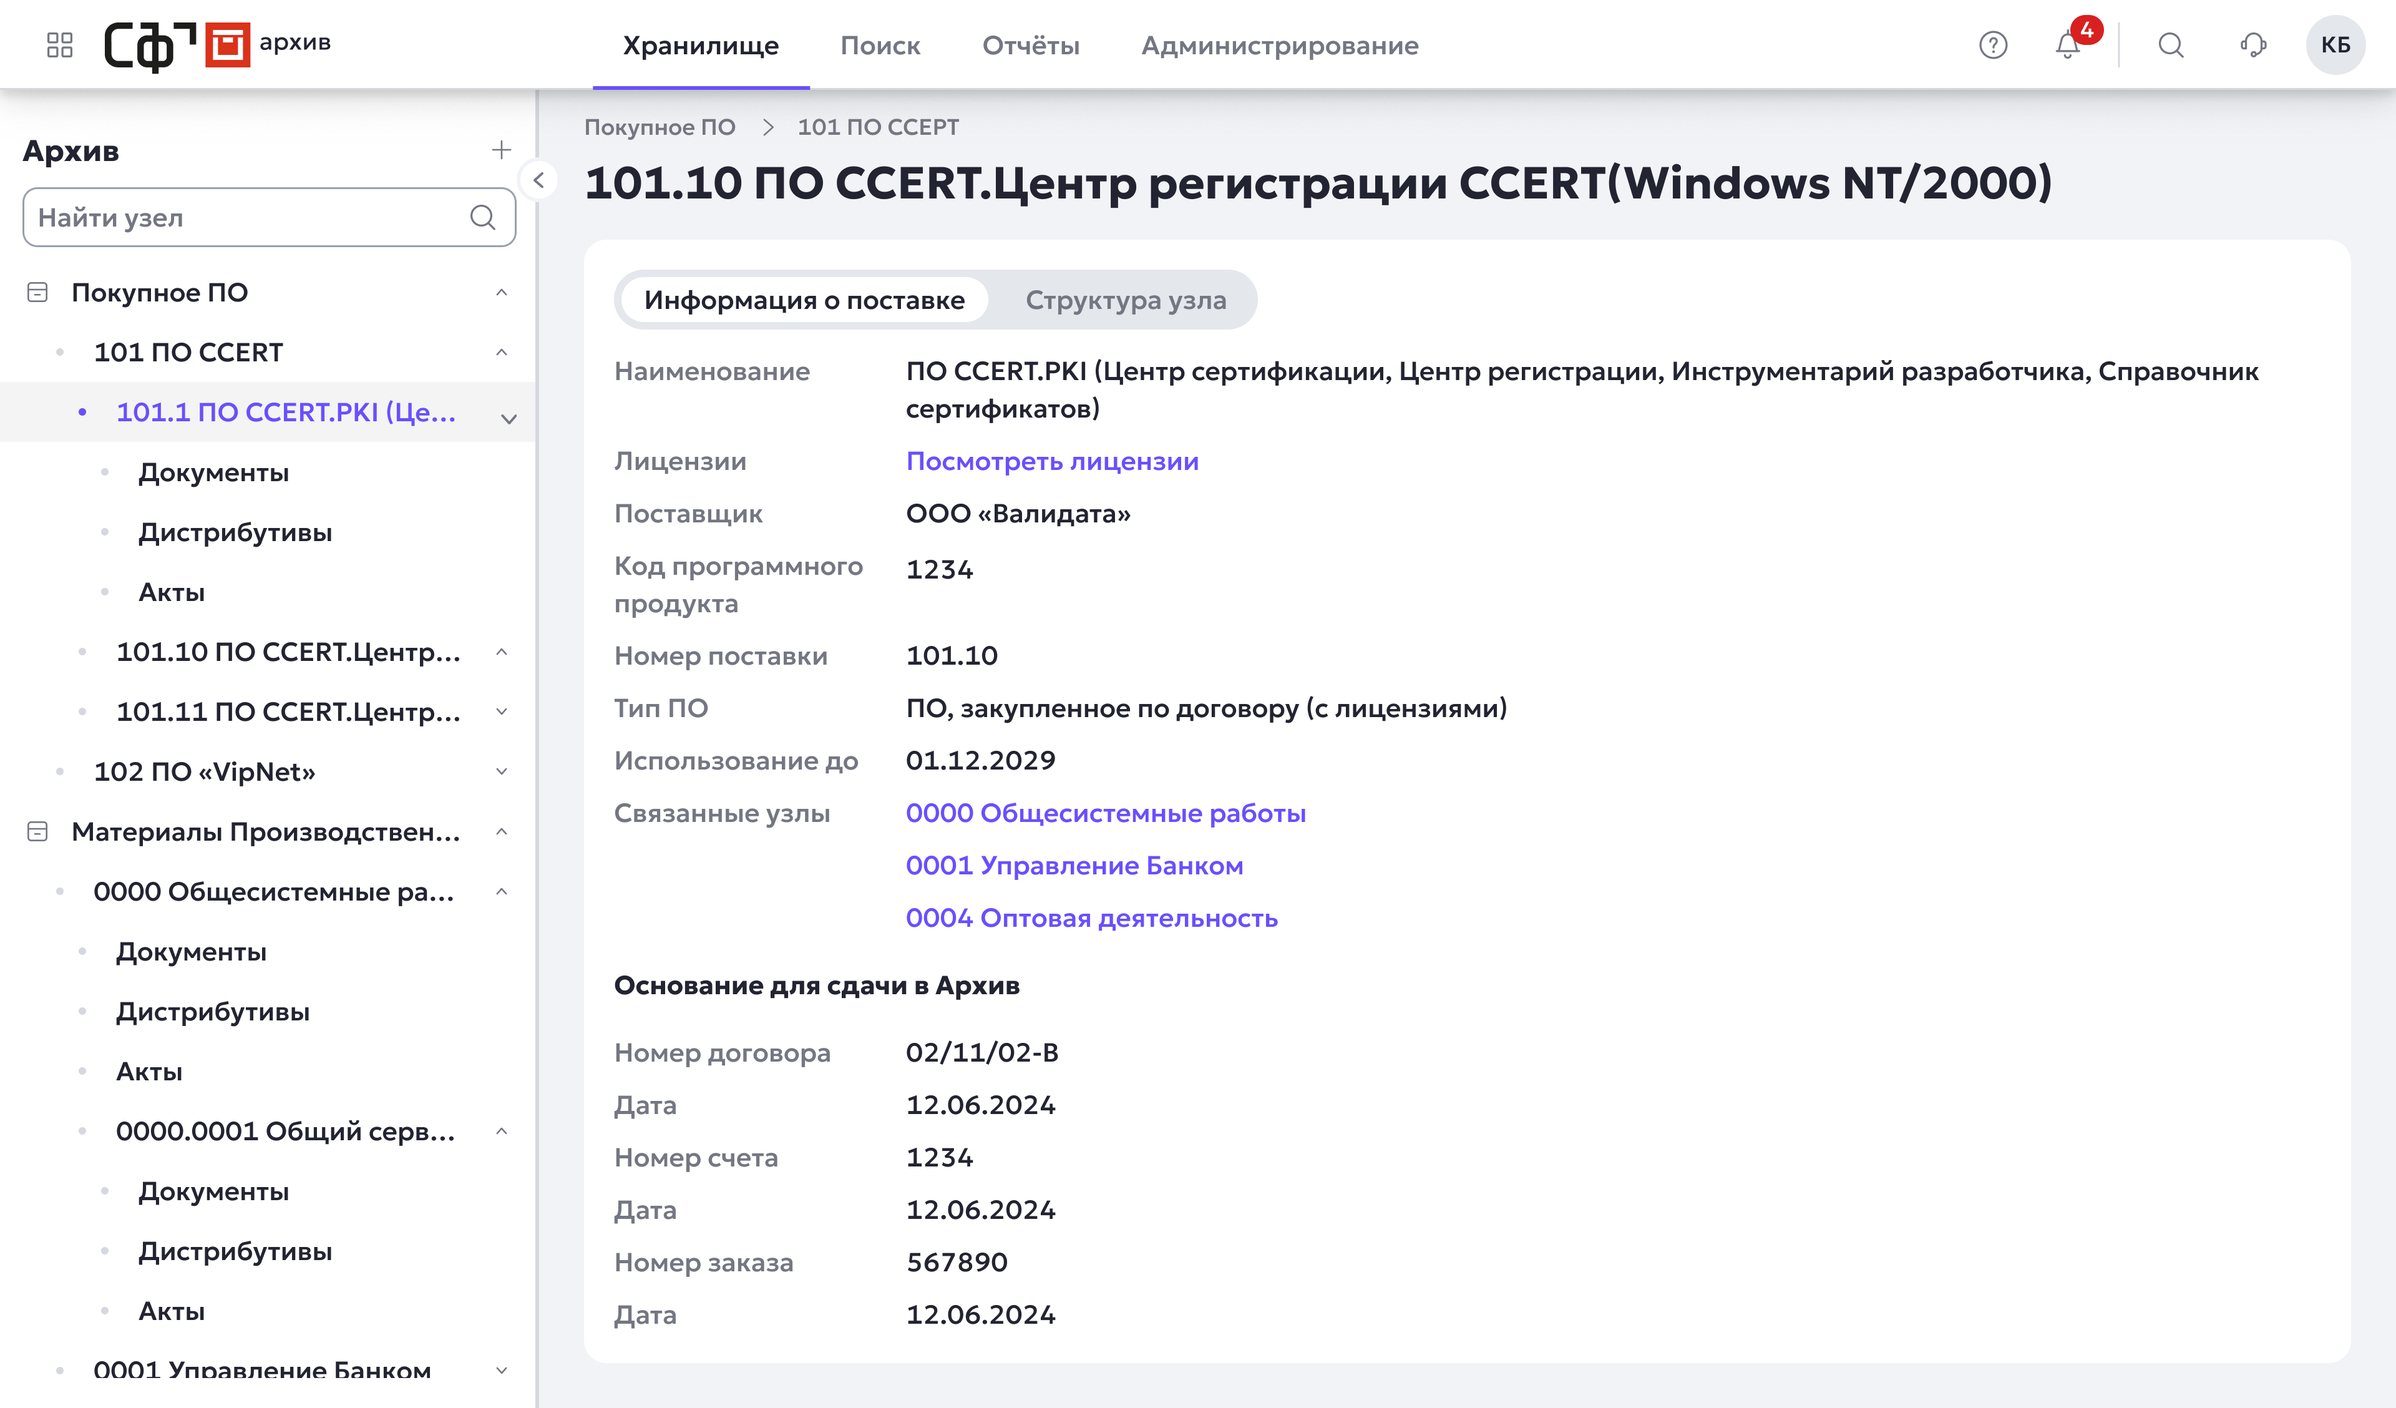 СФ архив
Хранилище
Поиск
Отчёты
Администрирование
4
КБ
Архив
Найти узел
Покупное ПО
101 ПО CCERT
101.1 ПО CCERT.PKI (Це...
Документы
Дистрибутивы
Акты
101.10 ПО CCERT.Центр...
101.11 ПО CCERT.Центр...
102 ПО «VipNet»
Материалы Производствен...
0000 Общесистемные ра...
Документы
Дистрибутивы
Акты
0000.0001 Общий серв...
Документы
Дистрибутивы
Акты
0001 Управление Банком
Покупное ПО > 101 ПО CCEPT
101.10 ПО CCERT.Центр регистрации CCERT(Windows NT/2000)
Информация о поставке
Структура узла
Наименование ПО CCERT.PKI (Центр сертификации, Центр регистрации, Инструментарий разработчика, Справочник
сертификатов)
Лицензии Посмотреть лицензии
Поставщик ООО «Валидата»
Код программного 1234
продукта
Номер поставки 101.10
Тип ПО ПО, закупленное по договору (с лицензиями)
Использование до 01.12.2029
Связанные узлы 0000 Общесистемные работы
0001 Управление Банком
0004 Оптовая деятельность
Основание для сдачи в Архив
Номер договора 02/11/02-В
Дата 12.06.2024
Номер счета 1234
Дата 12.06.2024
Номер заказа 567890
Дата 12.06.2024